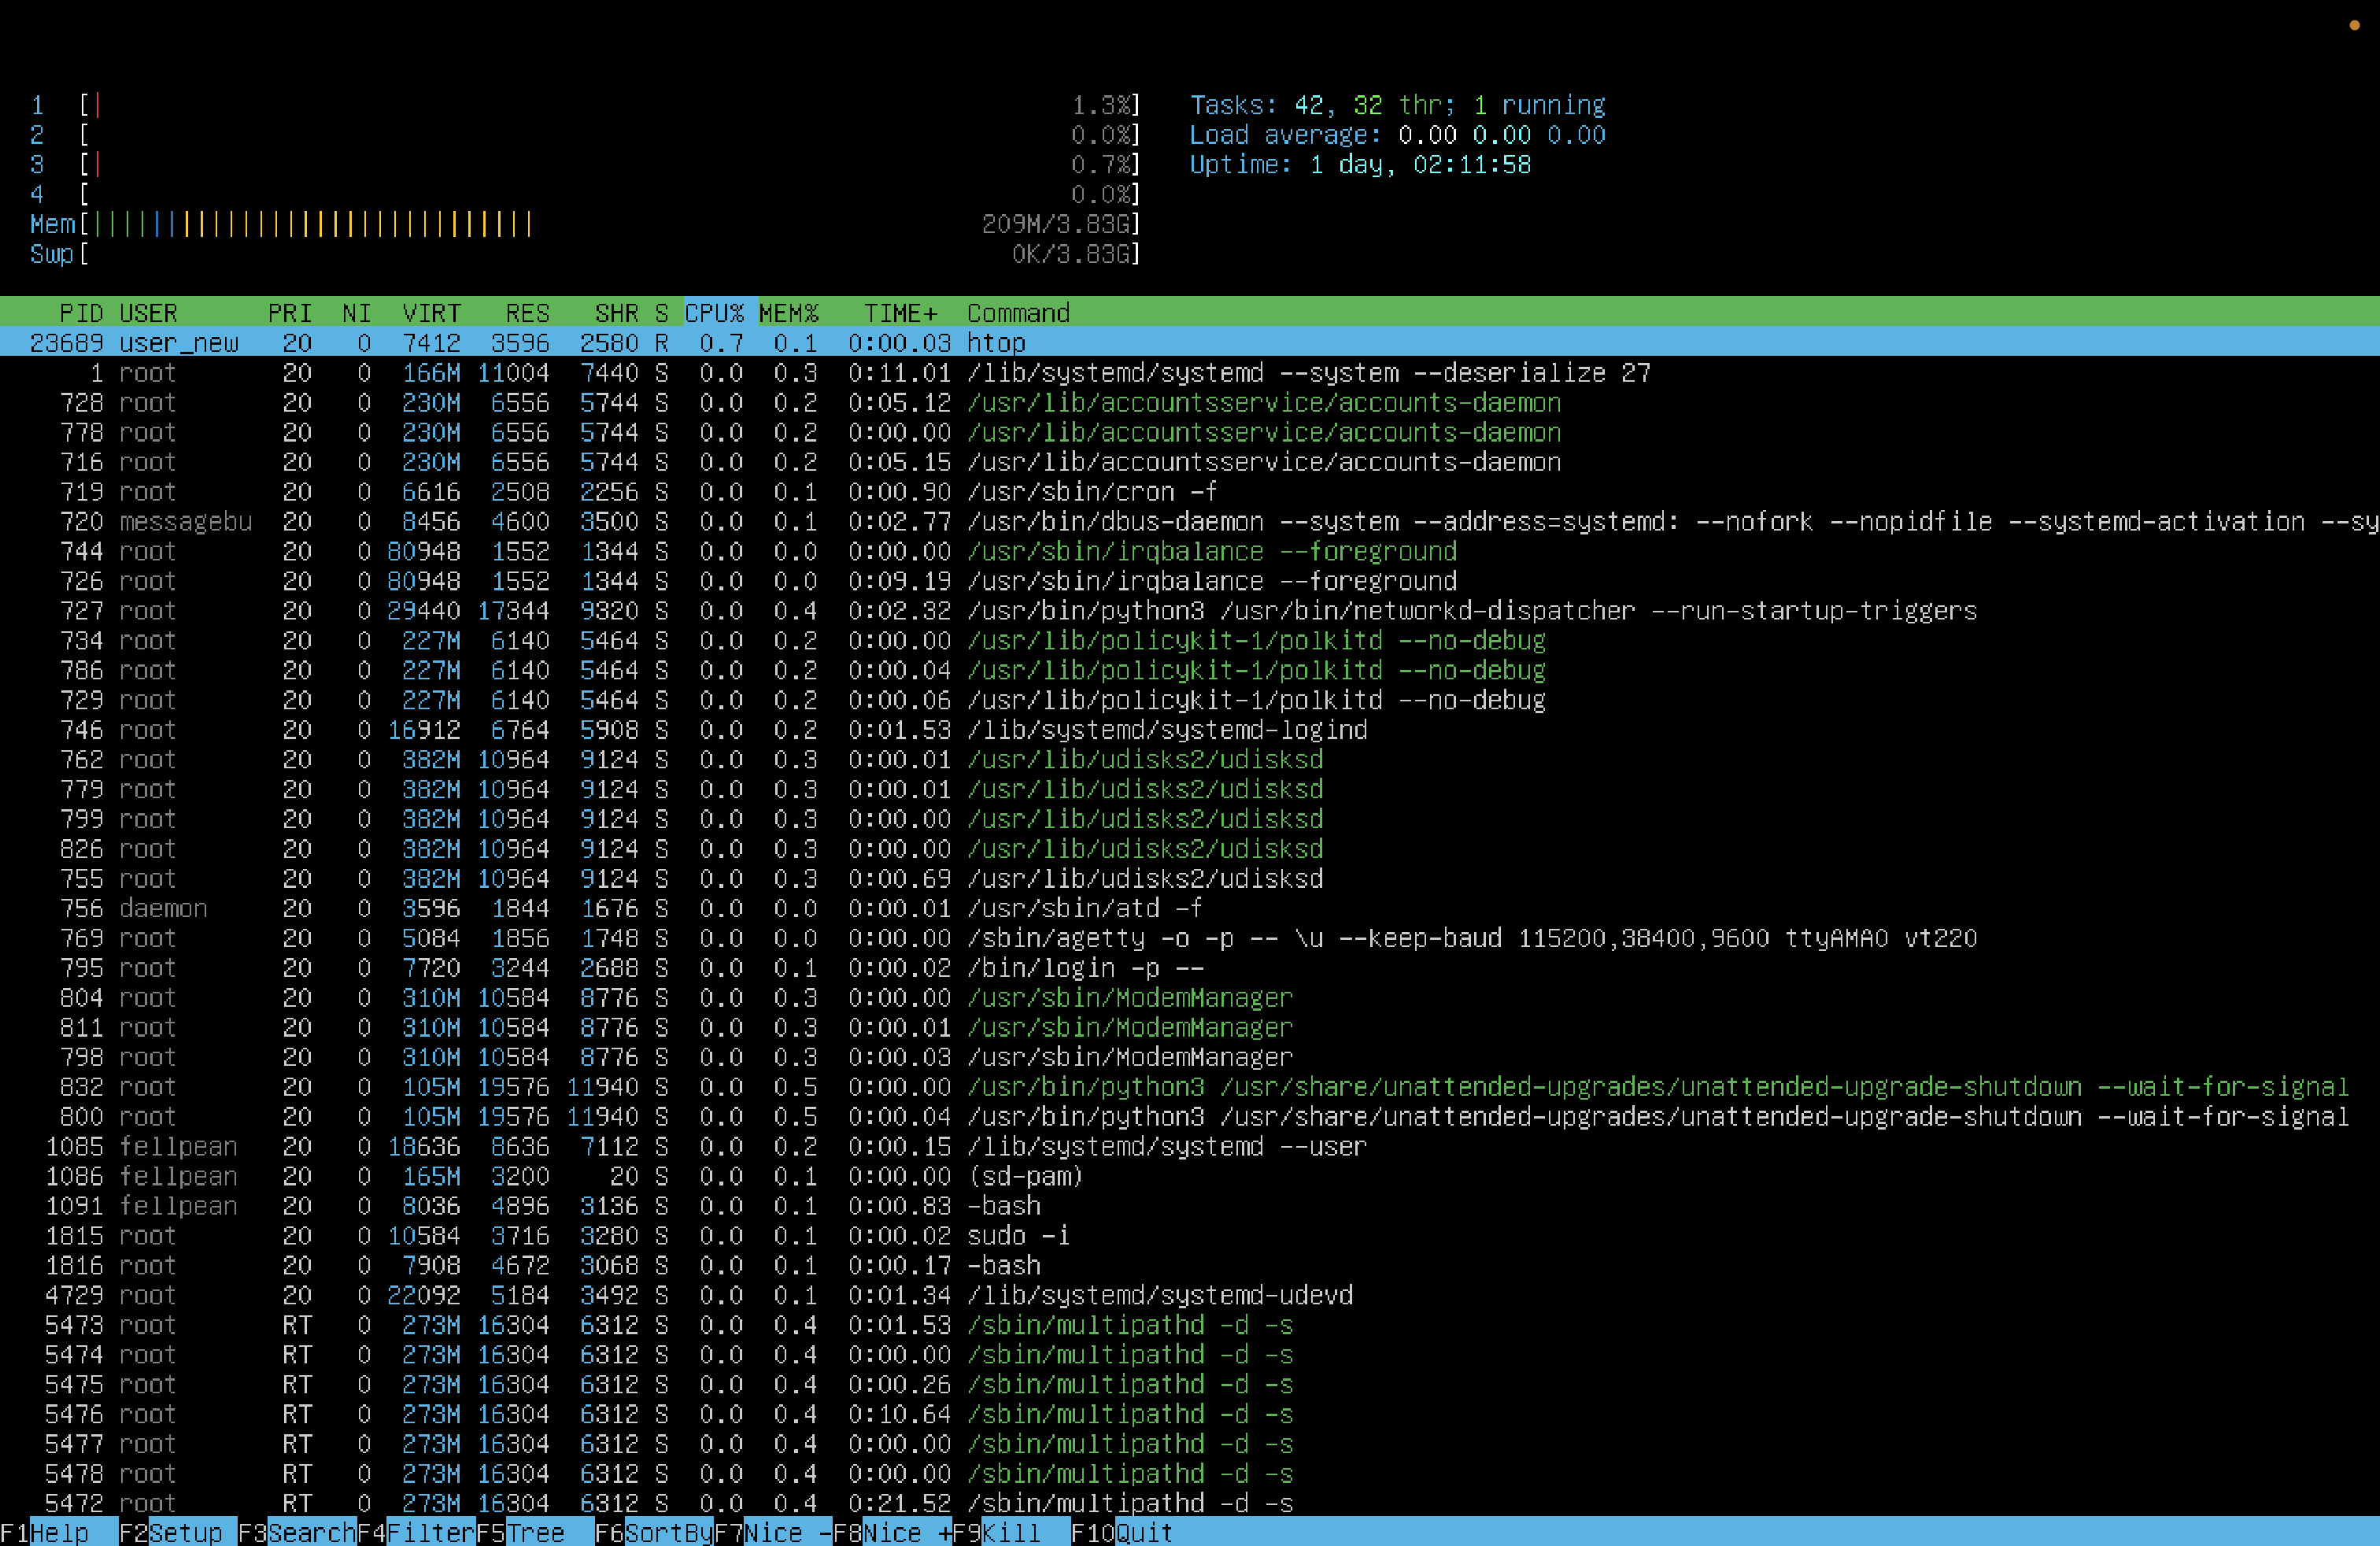 1 [| 1.3%] Tasks: 42, 32 thr; 1 running
2 [ 0.0%] Load average: 0.00 0.00 0.00
3 [| 0.7%] Uptime: 1 day, 02:11:58
4 [ 0.0%]
Mem[|||||||||||||||||||||||||||||| 209M/3.83G]
Swp[ 0K/3.83G]
PID USER PRI NI VIRT RES SHR S CPU% MEM% TIME+ Command
23689 user_new 20 0 7412 3596 2580 R 0.7 0.1 0:00.03 htop
1 root 20 0 166M 11004 7440 S 0.0 0.3 0:11.01 /lib/systemd/systemd --system --deserialize 27
728 root 20 0 230M 6556 5744 S 0.0 0.2 0:05.12 /usr/lib/accountsservice/accounts-daemon
778 root 20 0 230M 6556 5744 S 0.0 0.2 0:00.00 /usr/lib/accountsservice/accounts-daemon
716 root 20 0 230M 6556 5744 S 0.0 0.2 0:05.15 /usr/lib/accountsservice/accounts-daemon
719 root 20 0 6616 2508 2256 S 0.0 0.1 0:00.90 /usr/sbin/cron -f
720 messagebu 20 0 8456 4600 3500 S 0.0 0.1 0:02.77 /usr/bin/dbus-daemon --system --address=systemd: --nofork --nopidfile --systemd-activation --sy
744 root 20 0 80948 1552 1344 S 0.0 0.0 0:00.00 /usr/sbin/irqbalance --foreground
726 root 20 0 80948 1552 1344 S 0.0 0.0 0:09.19 /usr/sbin/irqbalance --foreground
727 root 20 0 29440 17344 9320 S 0.0 0.4 0:02.32 /usr/bin/python3 /usr/bin/networkd-dispatcher --run-startup-triggers
734 root 20 0 227M 6140 5464 S 0.0 0.2 0:00.00 /usr/lib/policykit-1/polkitd --no-debug
786 root 20 0 227M 6140 5464 S 0.0 0.2 0:00.04 /usr/lib/policykit-1/polkitd --no-debug
729 root 20 0 227M 6140 5464 S 0.0 0.2 0:00.06 /usr/lib/policykit-1/polkitd --no-debug
746 root 20 0 16912 6764 5908 S 0.0 0.2 0:01.53 /lib/systemd/systemd-logind
762 root 20 0 382M 10964 9124 S 0.0 0.3 0:00.01 /usr/lib/udisks2/udisksd
779 root 20 0 382M 10964 9124 S 0.0 0.3 0:00.01 /usr/lib/udisks2/udisksd
799 root 20 0 382M 10964 9124 S 0.0 0.3 0:00.00 /usr/lib/udisks2/udisksd
826 root 20 0 382M 10964 9124 S 0.0 0.3 0:00.00 /usr/lib/udisks2/udisksd
755 root 20 0 382M 10964 9124 S 0.0 0.3 0:00.69 /usr/lib/udisks2/udisksd
756 daemon 20 0 3596 1844 1676 S 0.0 0.0 0:00.01 /usr/sbin/atd -f
769 root 20 0 5084 1856 1748 S 0.0 0.0 0:00.00 /sbin/agetty -o -p -- \u --keep-baud 115200,38400,9600 ttyAMA0 vt220
795 root 20 0 7720 3244 2688 S 0.0 0.1 0:00.02 /bin/login -p --
804 root 20 0 310M 10584 8776 S 0.0 0.3 0:00.00 /usr/sbin/ModemManager
811 root 20 0 310M 10584 8776 S 0.0 0.3 0:00.01 /usr/sbin/ModemManager
798 root 20 0 310M 10584 8776 S 0.0 0.3 0:00.03 /usr/sbin/ModemManager
832 root 20 0 105M 19576 11940 S 0.0 0.5 0:00.00 /usr/bin/python3 /usr/share/unattended-upgrades/unattended-upgrade-shutdown --wait-for-signal
800 root 20 0 105M 19576 11940 S 0.0 0.5 0:00.04 /usr/bin/python3 /usr/share/unattended-upgrades/unattended-upgrade-shutdown --wait-for-signal
1085 fellpean 20 0 18636 8636 7112 S 0.0 0.2 0:00.15 /lib/systemd/systemd --user
1086 fellpean 20 0 165M 3200 20 S 0.0 0.1 0:00.00 (sd-pam)
1091 fellpean 20 0 8036 4896 3136 S 0.0 0.1 0:00.83 -bash
1815 root 20 0 10584 3716 3280 S 0.0 0.1 0:00.02 sudo -i
1816 root 20 0 7908 4672 3068 S 0.0 0.1 0:00.17 -bash
4729 root 20 0 22092 5184 3492 S 0.0 0.1 0:01.34 /lib/systemd/systemd-udevd
5473 root RT 0 273M 16304 6312 S 0.0 0.4 0:01.53 /sbin/multipathd -d -s
5474 root RT 0 273M 16304 6312 S 0.0 0.4 0:00.00 /sbin/multipathd -d -s
5475 root RT 0 273M 16304 6312 S 0.0 0.4 0:00.26 /sbin/multipathd -d -s
5476 root RT 0 273M 16304 6312 S 0.0 0.4 0:10.64 /sbin/multipathd -d -s
5477 root RT 0 273M 16304 6312 S 0.0 0.4 0:00.00 /sbin/multipathd -d -s
5478 root RT 0 273M 16304 6312 S 0.0 0.4 0:00.00 /sbin/multipathd -d -s
5472 root RT 0 273M 16304 6312 S 0.0 0.4 0:21.52 /sbin/multipathd -d -s
F1Help F2Setup F3SearchF4FilterF5Tree F6SortByF7Nice -F8Nice +F9Kill F10Quit